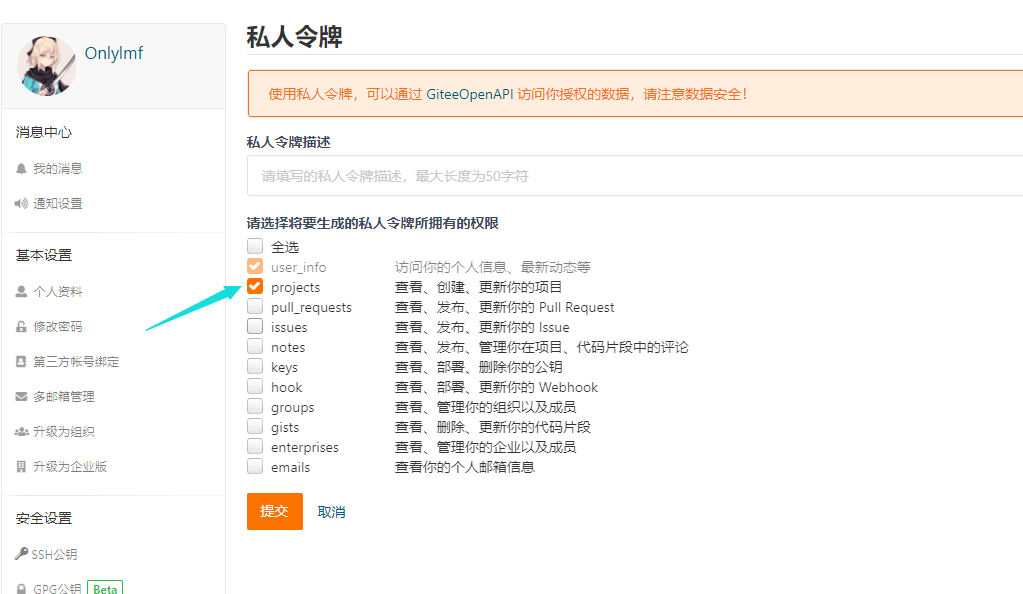 Onlylmf
消息中心
我的消息
通知设置
基本设置
个人资料
修改密码
第三方帐号绑定
多邮箱管理
升级为组织
升级为企业版
安全设置
SSH公钥
GPG公钥 Beta
私人令牌
使用私人令牌，可以通过 GiteeOpenAPI 访问你授权的数据，请注意数据安全！
私人令牌描述
请填写的私人令牌描述，最大长度为50字符
请选择将要生成的私人令牌所拥有的权限
全选
user_info 访问你的个人信息、最新动态等
projects 查看、创建、更新你的项目
pull_requests 查看、发布、更新你的 Pull Request
issues 查看、发布、更新你的 Issue
notes 查看、发布、管理你在项目、代码片段中的评论
keys 查看、部署、删除你的公钥
hook 查看、部署、更新你的 Webhook
groups 查看、管理你的组织以及成员
gists 查看、删除、更新你的代码片段
enterprises 查看、管理你的企业以及成员
emails 查看你的个人邮箱信息
提交 取消